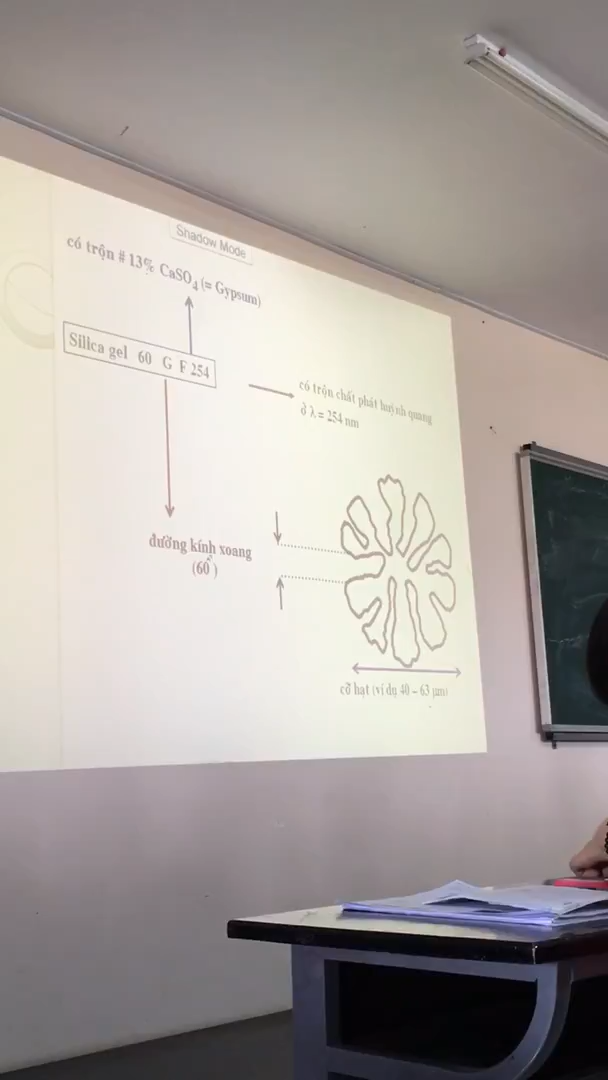 Shadow Mode
có trộn # 13% CaSO4 (= Gypsum)
Silica gel 60 G F 254
có trộn chất phát huỳnh quang
ở λ = 254 nm
đường kính xoang
(60 )
cỡ hạt (ví dụ 40 – 63 µm)